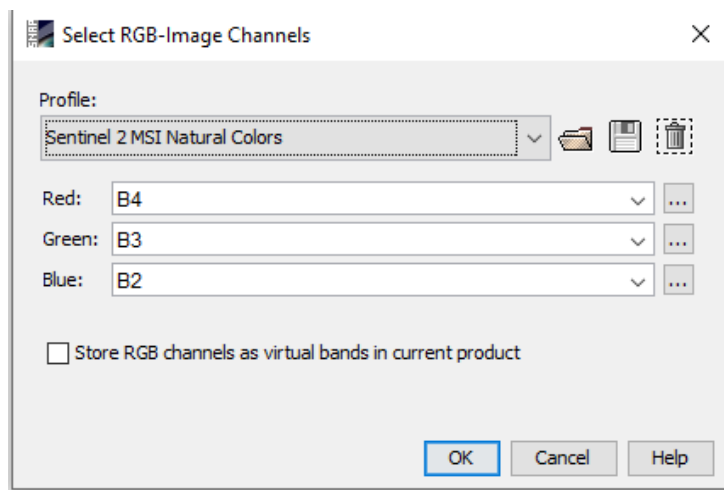 SNAP
Select RGB-Image Channels
Profile:
Sentinel 2 MSI Natural Colors
Red: B4 ...
Green: B3 ...
Blue: B2 ...
Store RGB channels as virtual bands in current product
OK Cancel Help